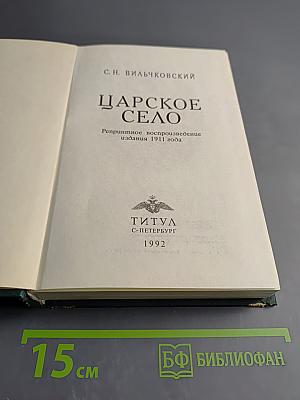 С.Н. ВИЛЬЧКОВСКИЙ
ЦАРСКОЕ
СЕЛО
Репринтное воспроизведение
издания 1911 года
ТИТУЛ
С-ПЕТЕРБУРГ
1992
15 СМ
БФ БИБЛИОФАН